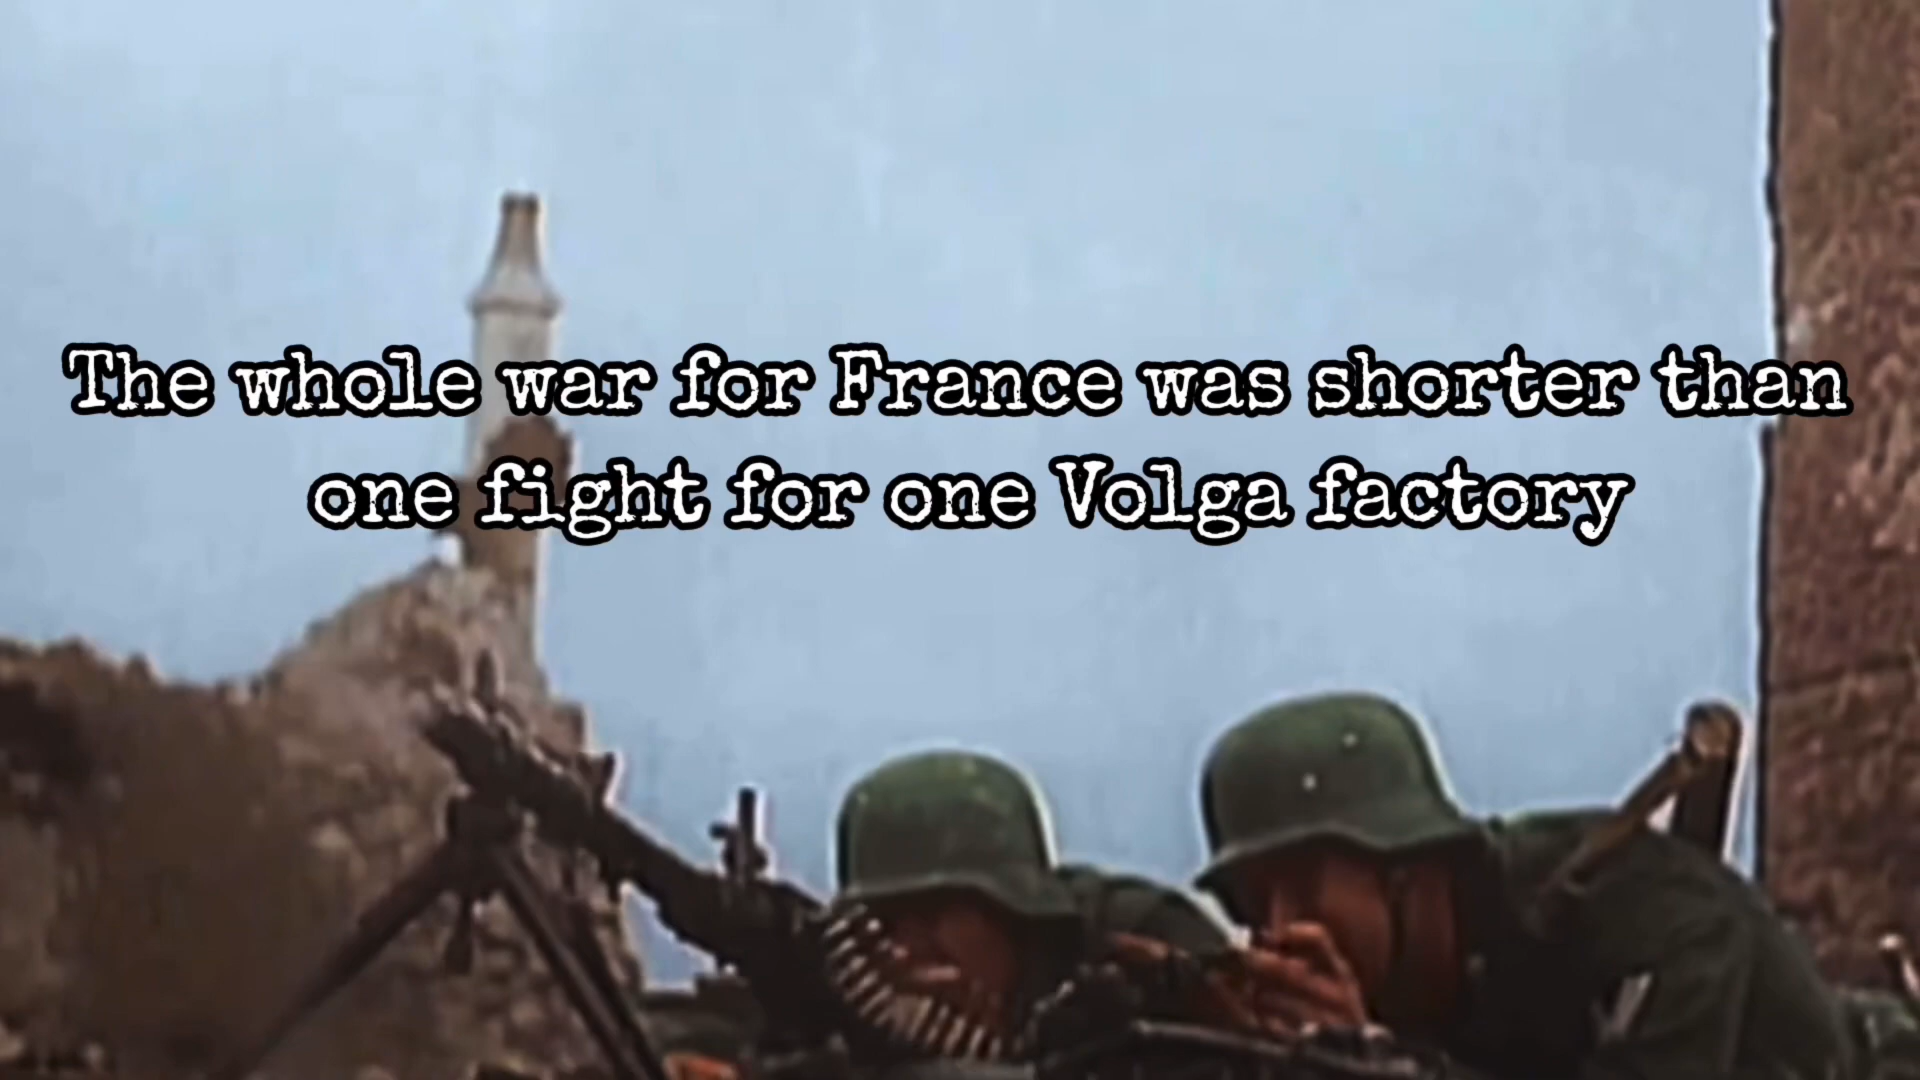 The whole war for France was shorter than
one fight for one Volga factory